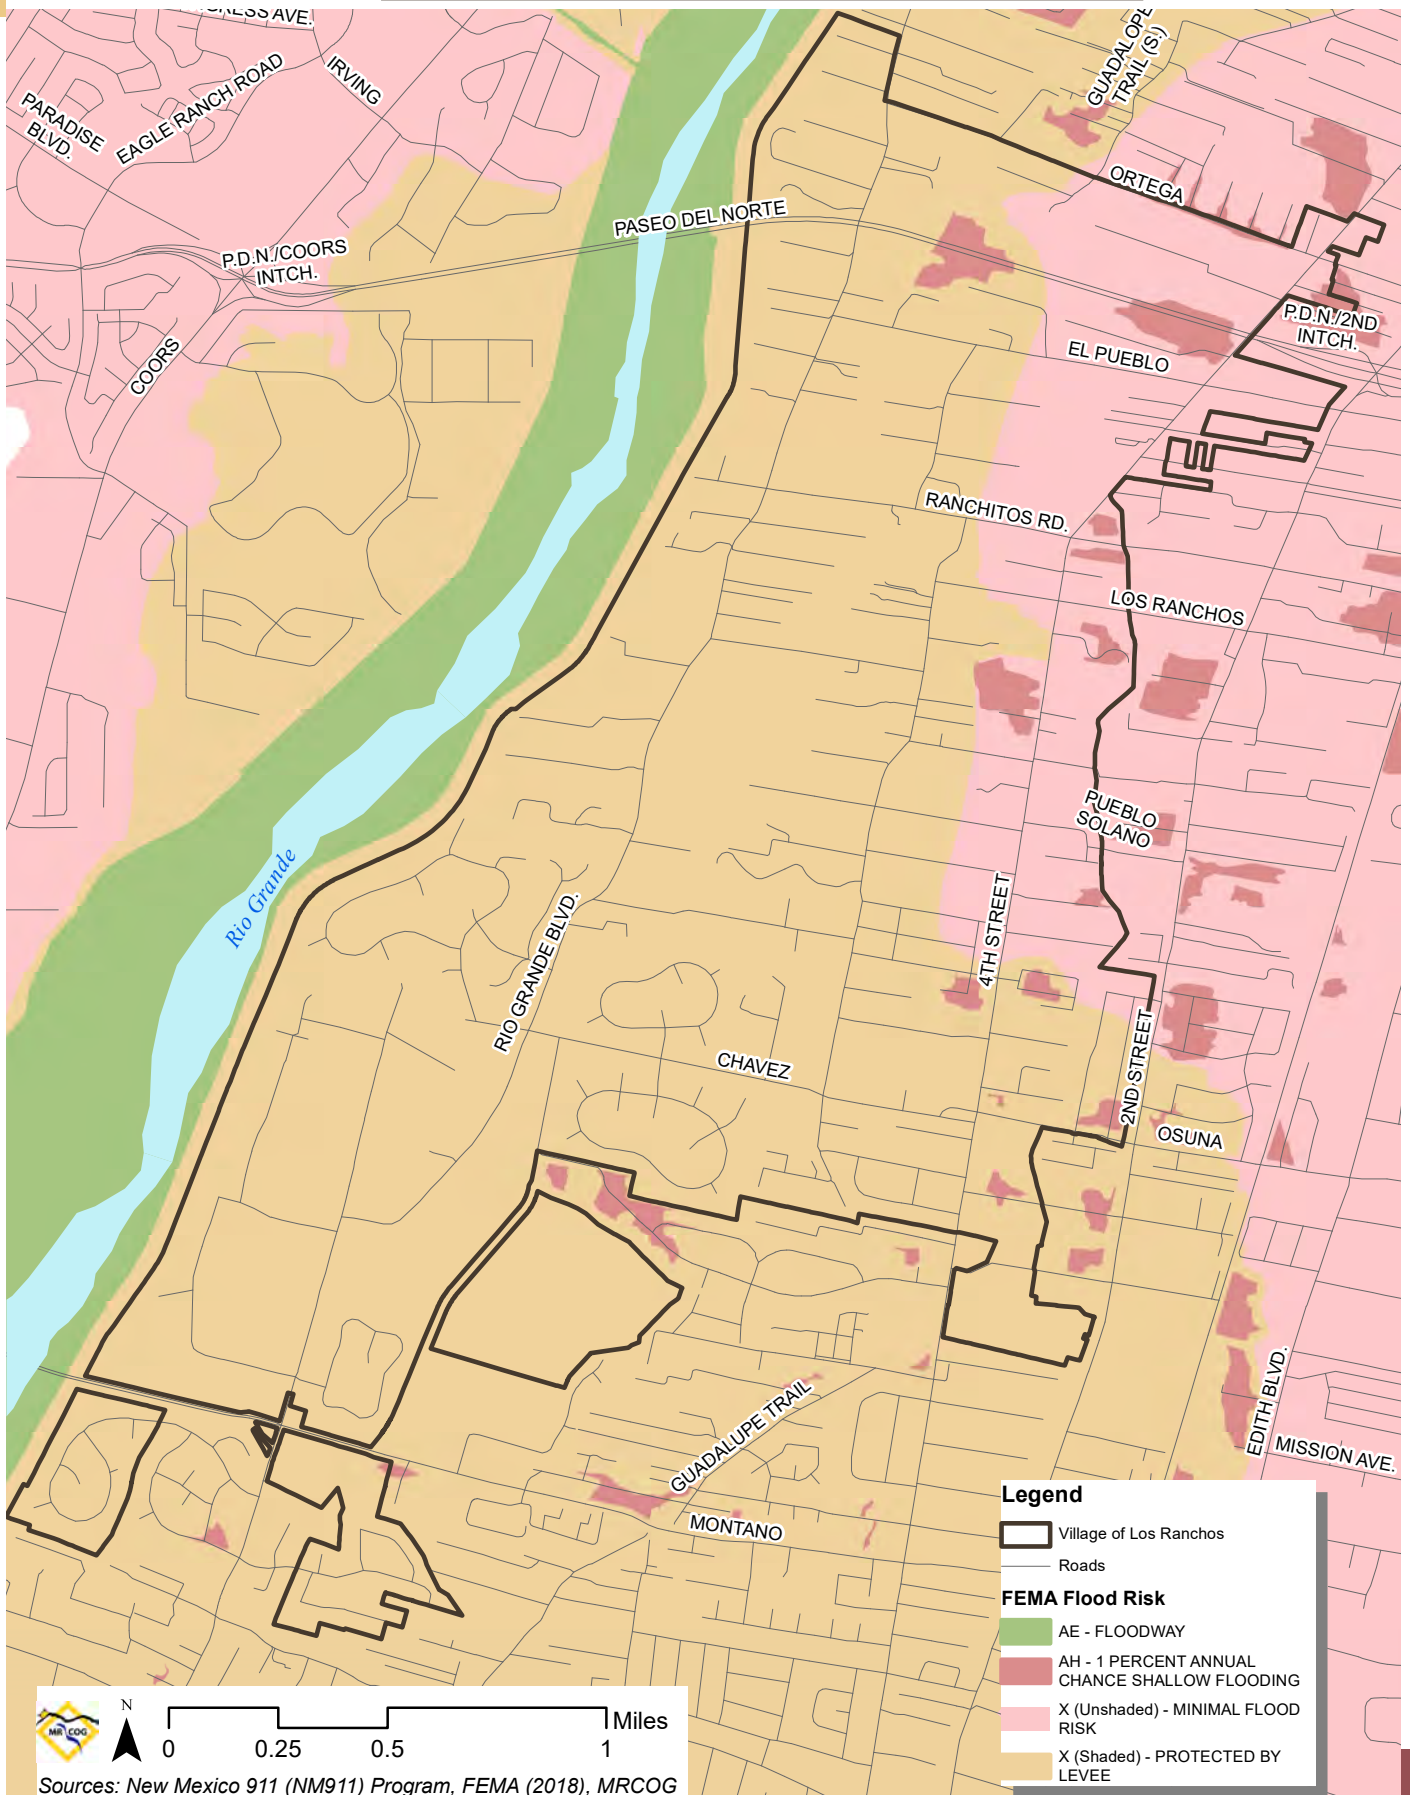 GRESS AVE.
GUADALOPE
TRAIL (S.)
IRVING
EAGLE RANCH ROAD
PARADISE
BLVD.
ORTEGA
PASEO DEL NORTE
P.D.N./COORS
INTCH.
P.D.N./2ND
INTCH.
COORS
EL PUEBLO
RANCHITOS RD.
LOS RANCHOS
PUEBLO
SOLANO
Rio Grande
4TH STREET
RIO GRANDE BLVD.
CHAVEZ
2ND STREET
OSUNA
EDITH BLVD.
GUADALUPE TRAIL
MISSION AVE.
MONTANO
Legend
Village of Los Ranchos
Roads
FEMA Flood Risk
AE - FLOODWAY
AH - 1 PERCENT ANNUAL
CHANCE SHALLOW FLOODING
X (Unshaded) - MINIMAL FLOOD
RISK
X (Shaded) - PROTECTED BY
LEVEE
MR COG
N
Miles
0 0.25 0.5 1
Sources: New Mexico 911 (NM911) Program, FEMA (2018), MRCOG